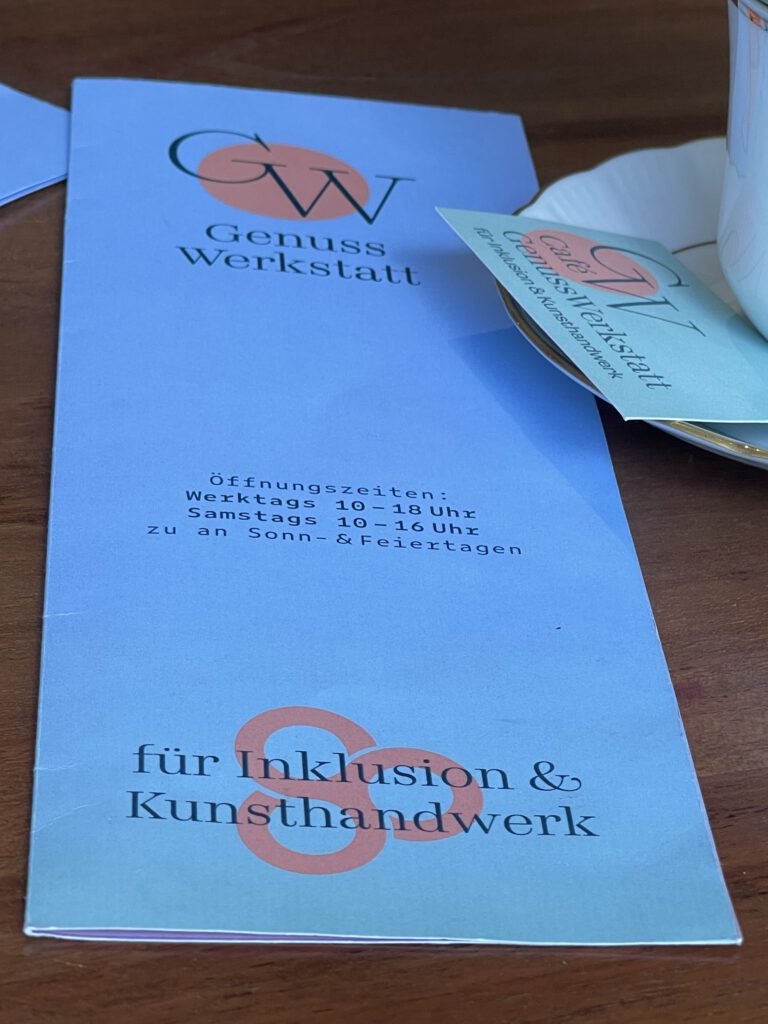 GW
Genuss
Werkstatt
Öffnungszeiten:
Werktags 10 – 18 Uhr
Samstags 10 – 16 Uhr
zu an Sonn- & Feiertagen
für Inklusion &
Kunsthandwerk
GW
Café
GenussWerkstatt
für Inklusion & Kunsthandwerk